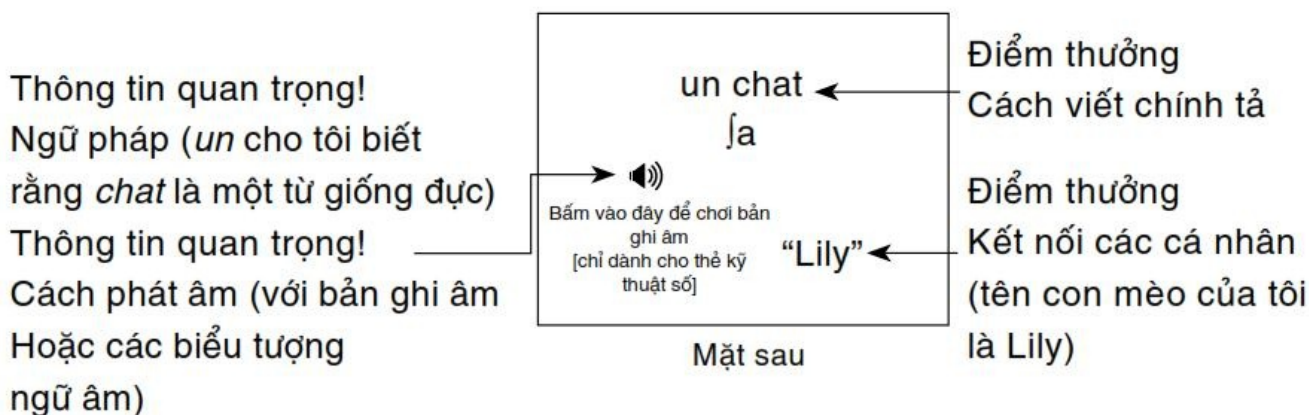 Thông tin quan trọng!
Ngữ pháp (un cho tôi biết
rằng chat là một từ giống đực)
Thông tin quan trọng!
Cách phát âm (với bản ghi âm
Hoặc các biểu tượng
ngữ âm)
un chat
ʃa
Bấm vào đây để chơi bản
ghi âm
[chỉ dành cho thẻ kỹ
thuật số]
“Lily”
Mặt sau
Điểm thưởng
Cách viết chính tả
Điểm thưởng
Kết nối các cá nhân
(tên con mèo của tôi
là Lily)